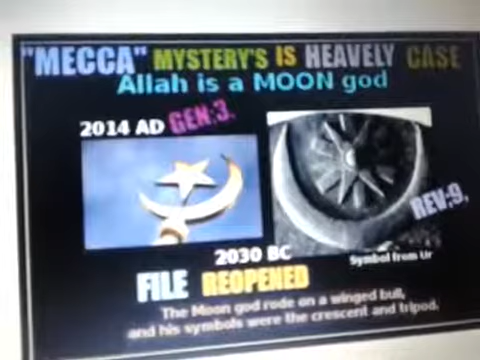 "MECCA" MYSTERY'S IS HEAVELY CASE
Allah is a MOON god
2014 AD GEN:3.
REV:9,
2030 BC
Symbol from Ur
FILE REOPENED
The Moon god rode on a winged bull,
and his symbols were the crescent and tripod.